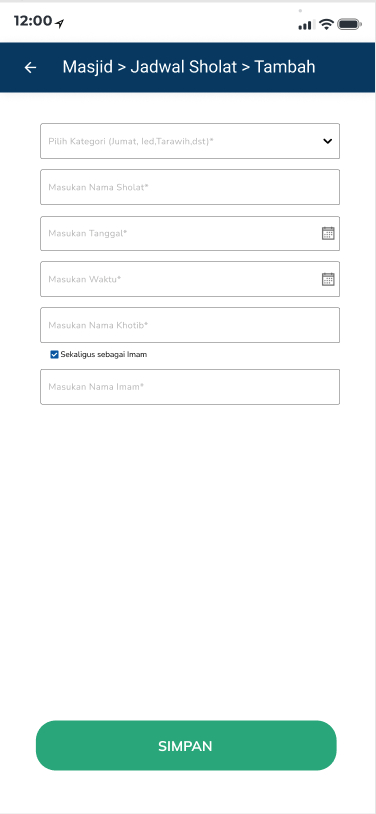 12:00
Masjid > Jadwal Sholat > Tambah
Pilih Kategori (Jumat, Ied,Tarawih,dst)*
Masukan Nama Sholat*
Masukan Tanggal*
Masukan Waktu*
Masukan Nama Khotib*
Sekaligus sebagai Imam
Masukan Nama Imam*
SIMPAN